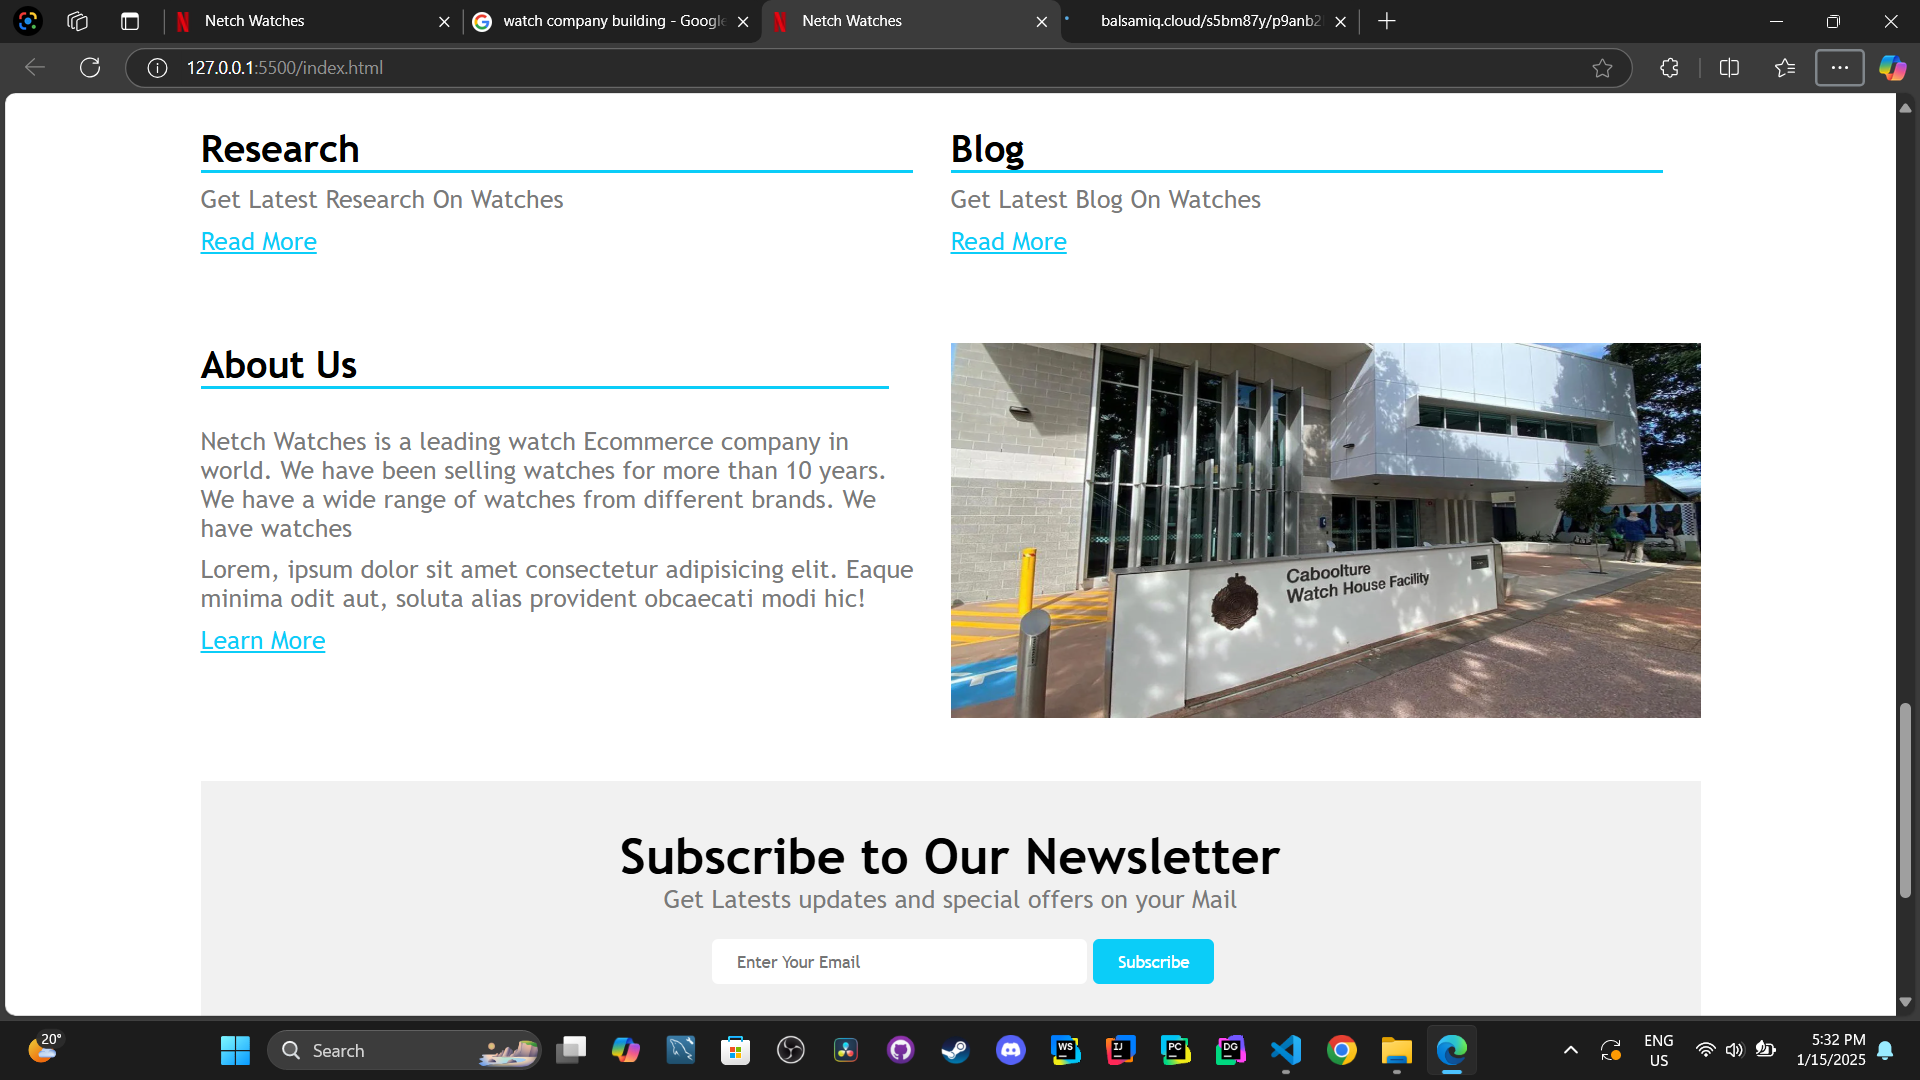 Netch Watches
watch company building - Google
Netch Watches
balsamiq.cloud/s5bm87y/p9anb2
127.0.0.1:5500/index.html
Research
Get Latest Research On Watches
Read More
Blog
Get Latest Blog On Watches
Read More
About Us
Netch Watches is a leading watch Ecommerce company in
world. We have been selling watches for more than 10 years.
We have a wide range of watches from different brands. We
have watches
Lorem, ipsum dolor sit amet consectetur adipisicing elit. Eaque
minima odit aut, soluta alias provident obcaecati modi hic!
Learn More
Caboolture
Watch House Facility
Subscribe to Our Newsletter
Get Latests updates and special offers on your Mail
Enter Your Email
Subscribe
20°
Search
WS
IJ
PC
DG
ENG
US
5:32 PM
1/15/2025